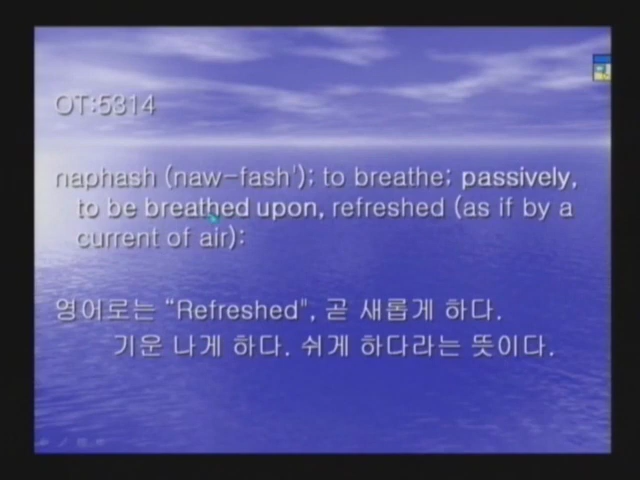 OT:5314
naphash (naw-fash'); to breathe; passively,
to be breathed upon, refreshed (as if by a
current of air):
영어로는 “Refreshed", 곧 새롭게 하다.
기운 나게 하다. 쉬게 하다라는 뜻이다.